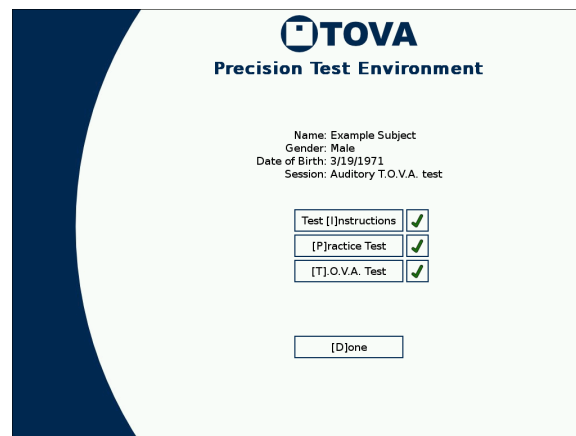 TOVA
Precision Test Environment
Name: Example Subject
Gender: Male
Date of Birth: 3/19/1971
Session: Auditory T.O.V.A. test
Test [I]nstructions
[P]ractice Test
[T].O.V.A. Test
[D]one